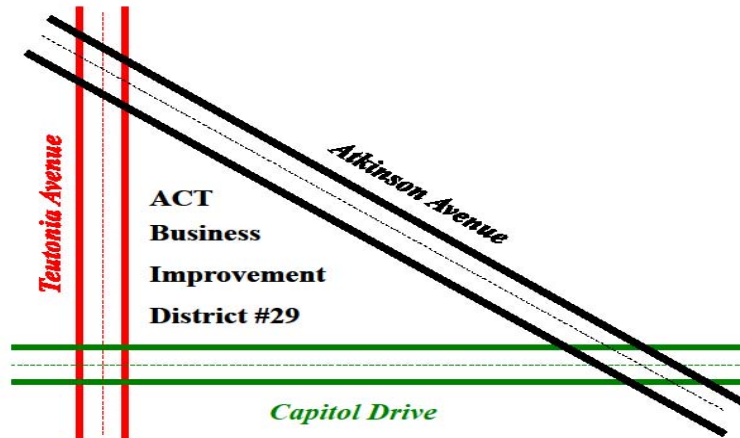 Teutonia Avenue
Atkinson Avenue
ACT
Business
Improvement
District #29
Capitol Drive